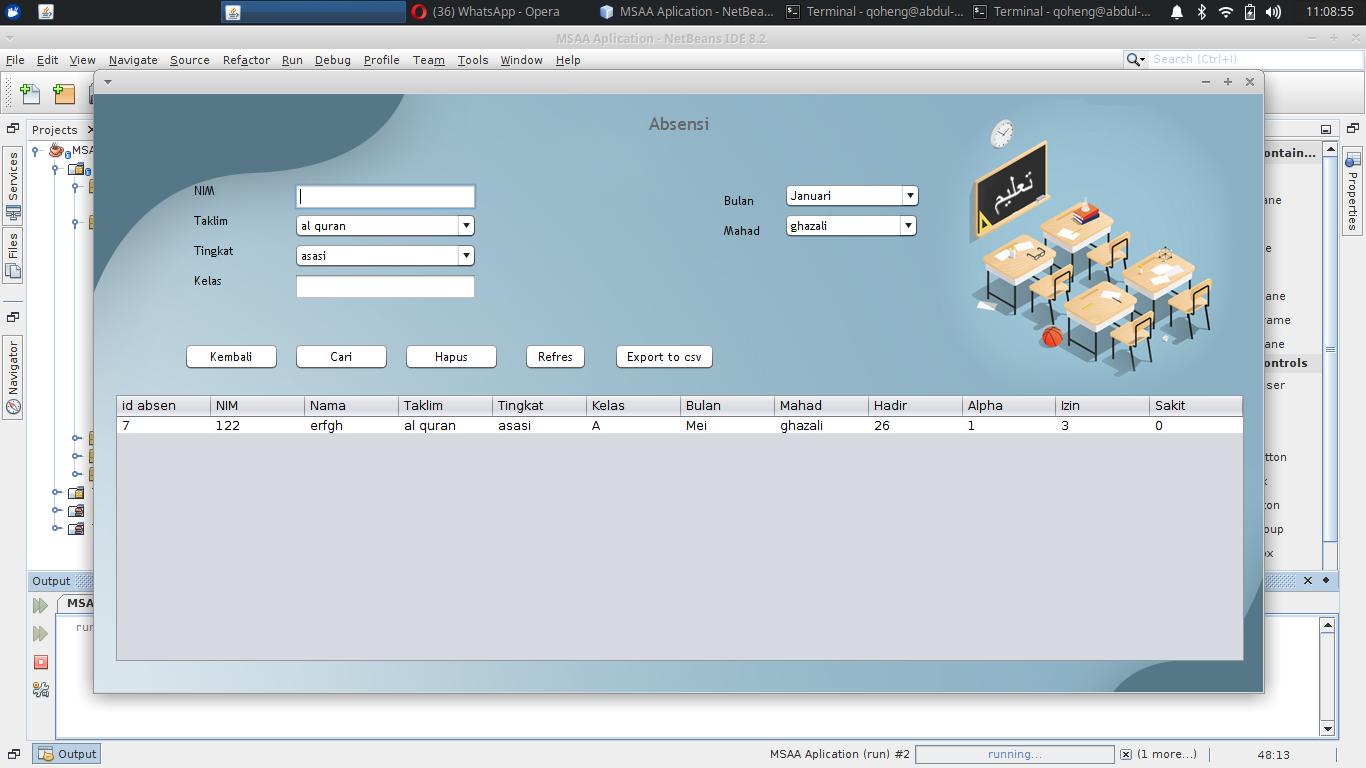 (36) WhatsApp - Opera MSAA Aplication - NetBea... Terminal - qoheng@abdul-... Terminal - qoheng@abdul-... 11:08:55
MSAA Aplication - NetBeans IDE 8.2
File Edit View Navigate Source Refactor Run Debug Profile Team Tools Window Help Search (Ctrl+I)
Projects
MSA
Services
Files
Navigator
Properties
Absensi
تعليم
NIM
Bulan Januari
Taklim al quran
Mahad ghazali
Tingkat asasi
Kelas
Kembali Cari Hapus Refres Export to csv
id absen NIM Nama Taklim Tingkat Kelas Bulan Mahad Hadir Alpha Izin Sakit
7 122 erfgh al quran asasi A Mei ghazali 26 1 3 0
ontain...
ane
e
ane
rame
ane
ontrols
ser
tton
x
ton
oup
ox
Output
MSA
run
Output MSAA Aplication (run) #2 running... (1 more...) 48:13